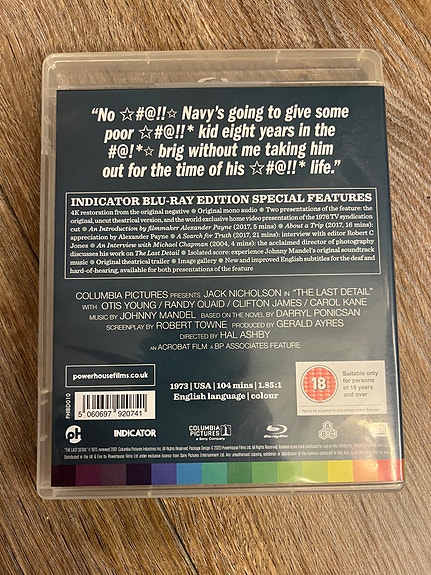 “No ☆#@!!☆ Navy's going to give some
poor ☆#@!!* kid eight years in the
#@!*☆ brig without me taking him
out for the time of his ☆#@!!* life.”
INDICATOR BLU-RAY EDITION SPECIAL FEATURES
4K restoration from the original negative ● Original mono audio ● Two presentations of the feature: the
original, uncut theatrical version, and the world exclusive home video presentation of the 1976 TV syndication
cut ● An Introduction by filmmaker Alexander Payne (2017, 5 mins) ● About a Trip (2017, 16 mins):
appreciation by Alexander Payne ● A Search for Truth (2017, 21 mins): interview with editor Robert C
Jones ● An Interview with Michael Chapman (2004, 4 mins): the acclaimed director of photography
discusses his work on The Last Detail ● Isolated score: experience Johnny Mandel's original soundtrack
music ● Original theatrical trailer ● Image gallery ● New and improved English subtitles for the deaf and
hard-of-hearing, available for both presentations of the feature
COLUMBIA PICTURES PRESENTS JACK NICHOLSON IN "THE LAST DETAIL"
WITH OTIS YOUNG / RANDY QUAID / CLIFTON JAMES / CAROL KANE
MUSIC BY JOHNNY MANDEL BASED ON THE NOVEL BY DARRYL PONICSAN
SCREENPLAY BY ROBERT TOWNE PRODUCED BY GERALD AYRES
DIRECTED BY HAL ASHBY
AN ACROBAT FILM A BP ASSOCIATES FEATURE
powerhousefilms.co.uk
PHIBD010
5 060697 920741
1973 | USA | 104 mins | 1.85:1
English language | colour
18
Suitable only
for persons
of 18 years
and over
ph
INDICATOR
COLUMBIA
PICTURES
a Sony Company
Blu-ray Disc